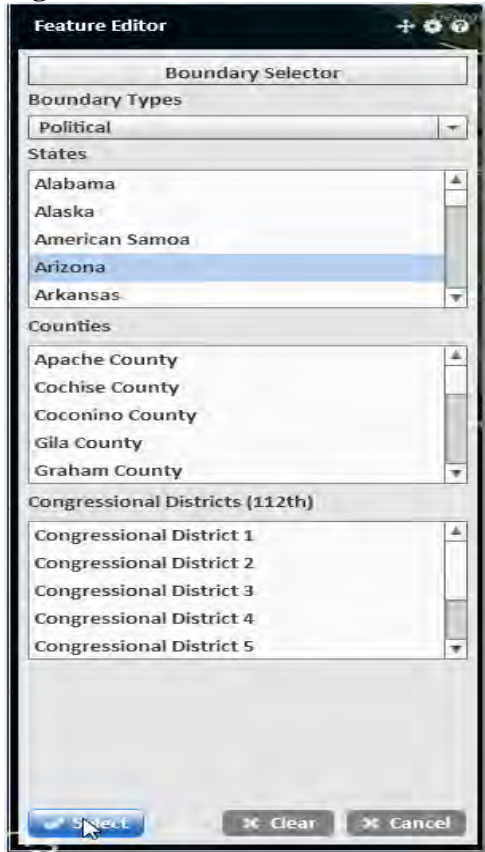 Feature Editor
Boundary Selector
Boundary Types
Political
States
Alabama
Alaska
American Samoa
Arizona
Arkansas
Counties
Apache County
Cochise County
Coconino County
Gila County
Graham County
Congressional Districts (112th)
Congressional District 1
Congressional District 2
Congressional District 3
Congressional District 4
Congressional District 5
Select Clear Cancel